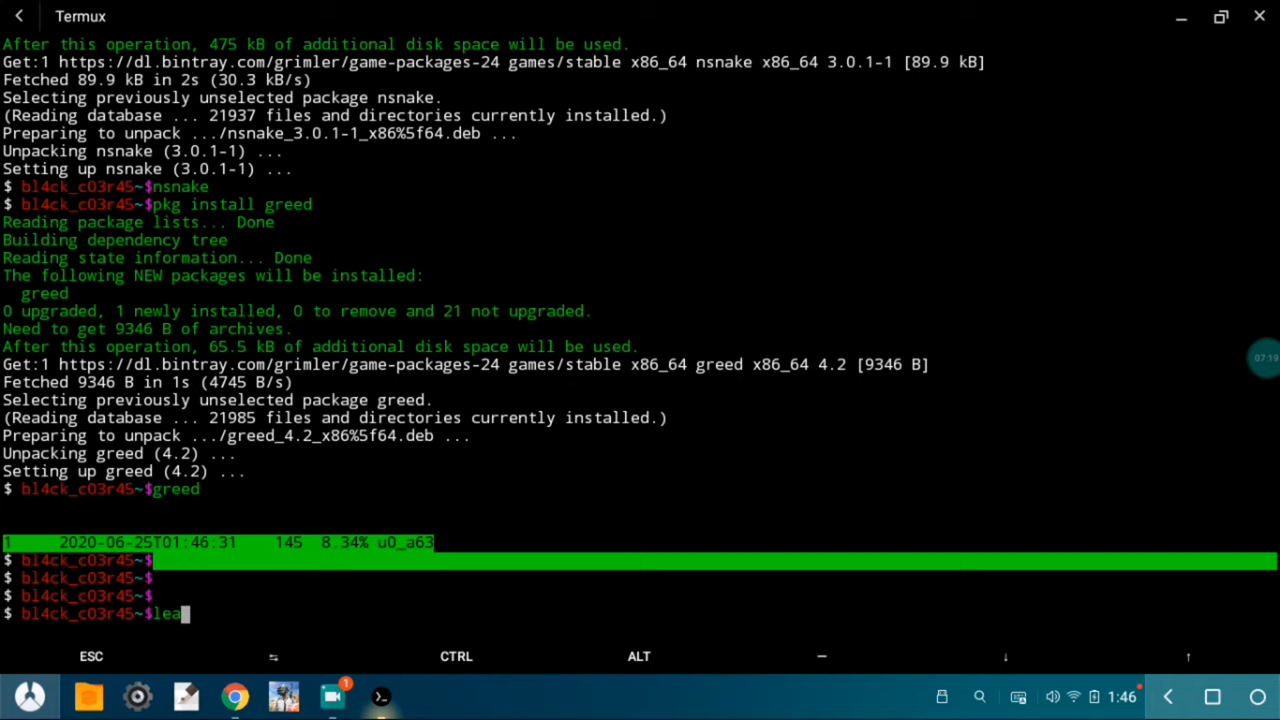 Termux
After this operation, 475 kB of additional disk space will be used.
Get:1 https://dl.bintray.com/grimler/game-packages-24 games/stable x86_64 nsnake x86_64 3.0.1-1 [89.9 kB]
Fetched 89.9 kB in 2s (30.3 kB/s)
Selecting previously unselected package nsnake.
(Reading database ... 21937 files and directories currently installed.)
Preparing to unpack .../nsnake_3.0.1-1_x86%5f64.deb ...
Unpacking nsnake (3.0.1-1) ...
Setting up nsnake (3.0.1-1) ...
$ bl4ck_c03r45~$nsnake
$ bl4ck_c03r45~$pkg install greed
Reading package lists... Done
Building dependency tree
Reading state information... Done
The following NEW packages will be installed:
greed
0 upgraded, 1 newly installed, 0 to remove and 21 not upgraded.
Need to get 9346 B of archives.
After this operation, 65.5 kB of additional disk space will be used.
Get:1 https://dl.bintray.com/grimler/game-packages-24 games/stable x86_64 greed x86_64 4.2 [9346 B]
07:19
Fetched 9346 B in 1s (4745 B/s)
Selecting previously unselected package greed.
(Reading database ... 21985 files and directories currently installed.)
Preparing to unpack .../greed_4.2_x86%5f64.deb ...
Unpacking greed (4.2) ...
Setting up greed (4.2) ...
$ bl4ck_c03r45~$greed
1 2020-06-25T01:46:31 145 8.34% u0_a63
$ bl4ck_c03r45~$
$ bl4ck_c03r45~$
$ bl4ck_c03r45~$
$ bl4ck_c03r45~$lea
ESC CTRL ALT — ↓ ↑
1
1:46